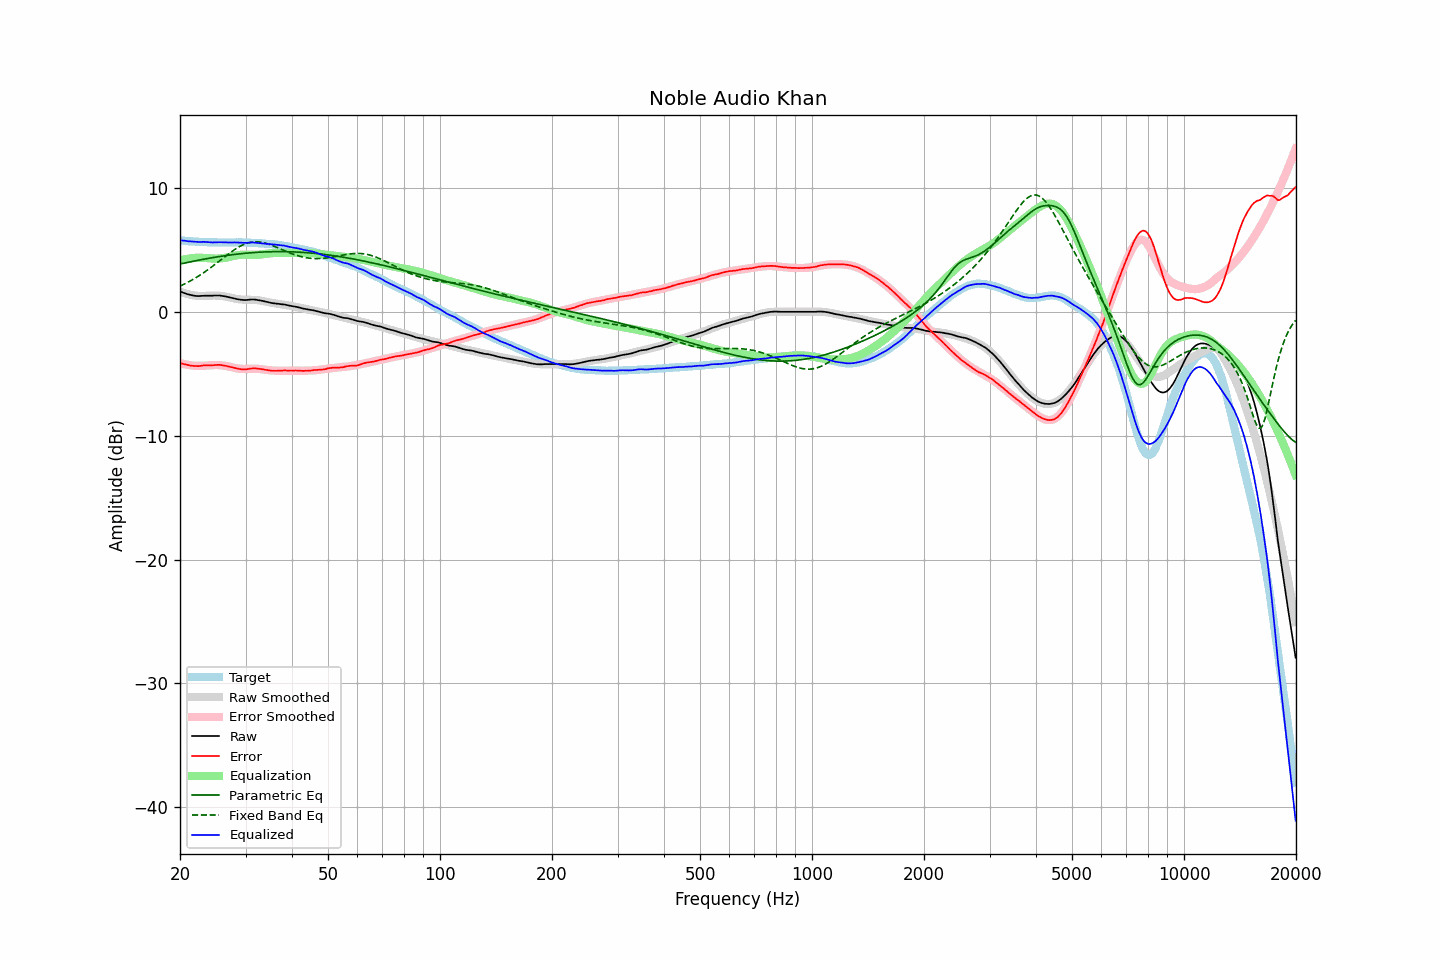 Noble Audio Khan
Amplitude (dBr)
10
0
−10
−20
−30
−40
Target
Raw Smoothed
Error Smoothed
Raw
Error
Equalization
Parametric Eq
Fixed Band Eq
Equalized
20 50 100 200 500 1000 2000 5000 10000 20000
Frequency (Hz)